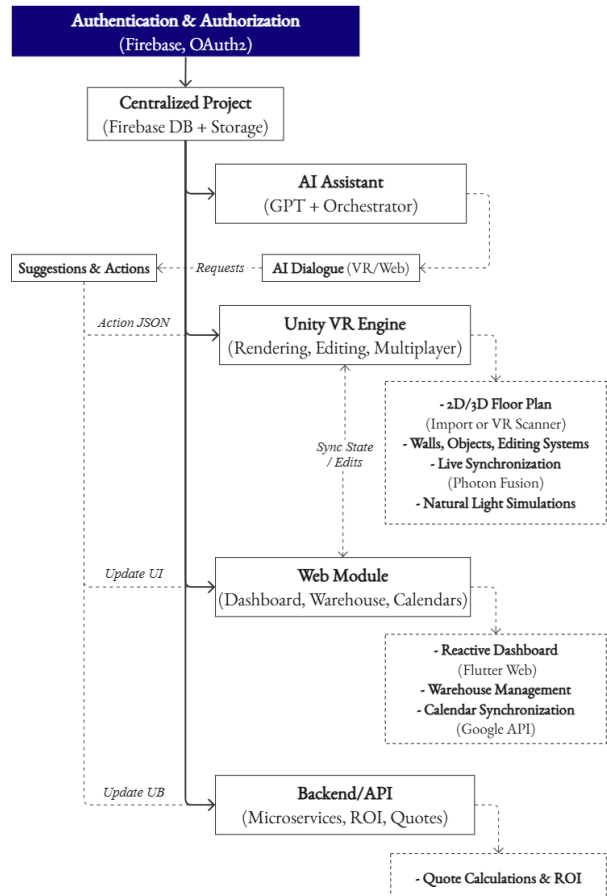 Authentication & Authorization
(Firebase, OAuth2)
Centralized Project
(Firebase DB + Storage)
AI Assistant
(GPT + Orchestrator)
Suggestions & Actions
Requests
AI Dialogue (VR/Web)
Action JSON
Unity VR Engine
(Rendering, Editing, Multiplayer)
- 2D/3D Floor Plan
(Import or VR Scanner)
- Walls, Objects, Editing Systems
- Live Synchronization
(Photon Fusion)
- Natural Light Simulations
Sync State
/ Edits
Update UI
Web Module
(Dashboard, Warehouse, Calendars)
- Reactive Dashboard
(Flutter Web)
- Warehouse Management
- Calendar Synchronization
(Google API)
Update UB
Backend/API
(Microservices, ROI, Quotes)
- Quote Calculations & ROI